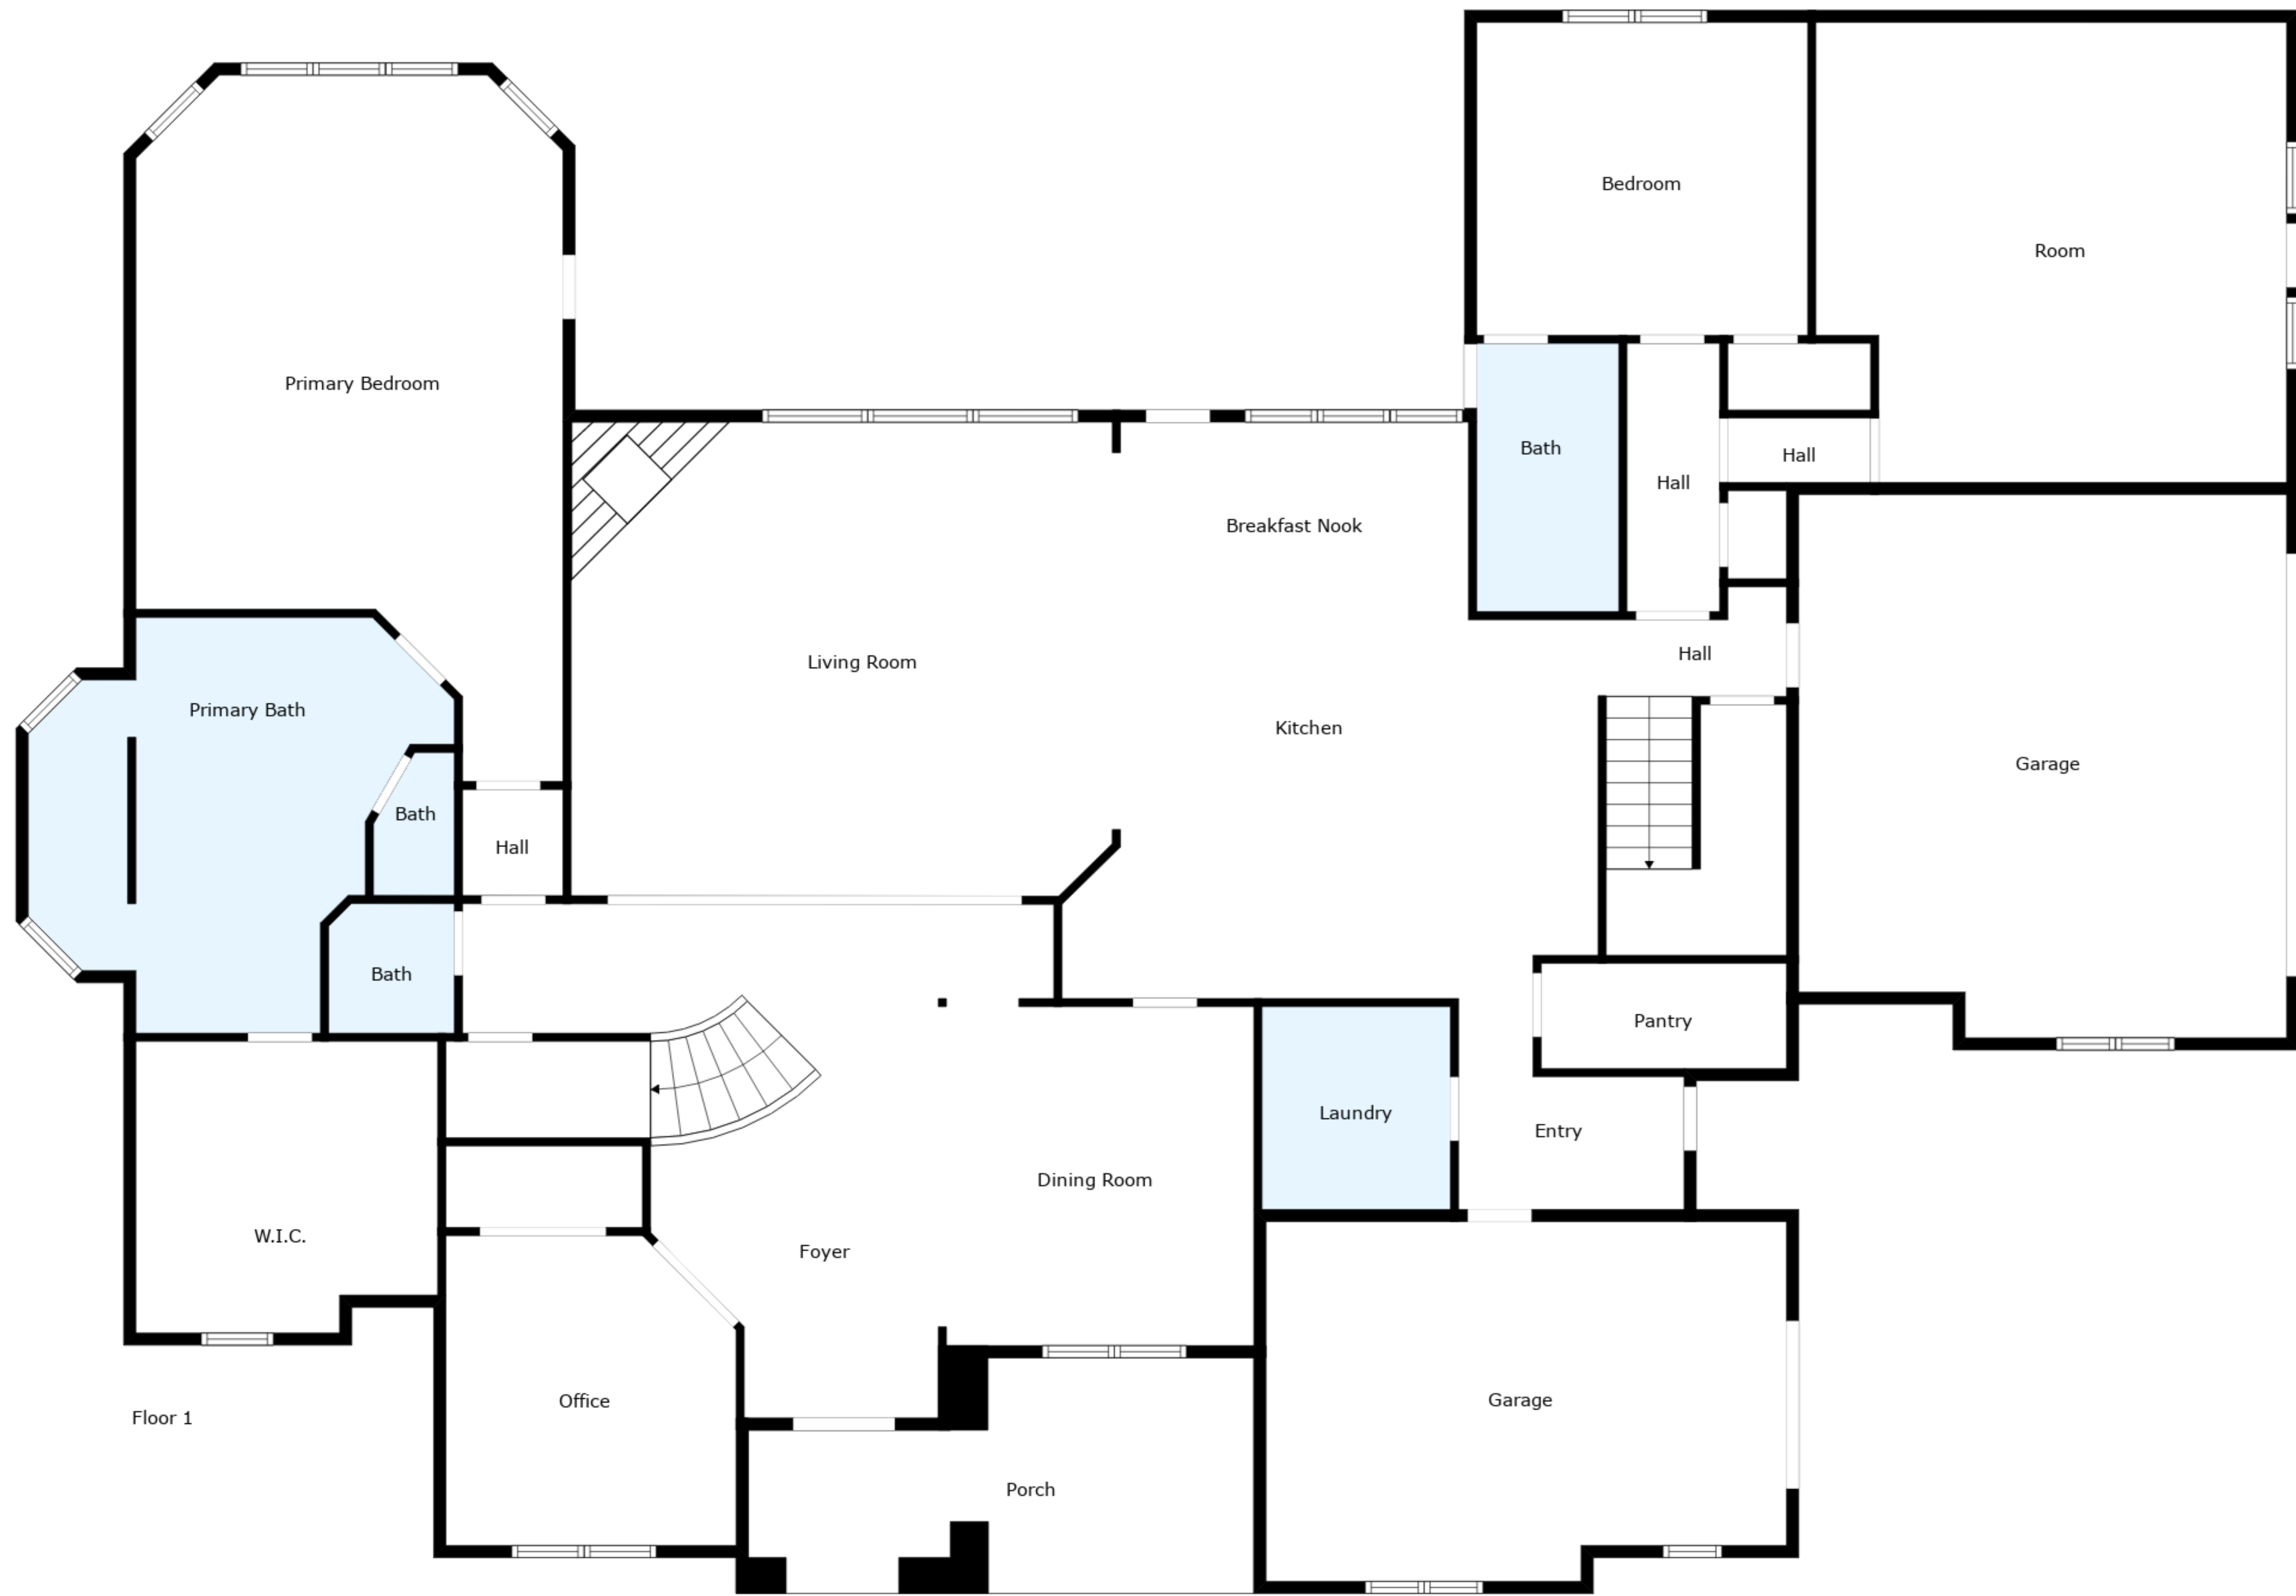 Bedroom
Room
Primary Bedroom
Bath
Hall
Hall
Breakfast Nook
Hall
Living Room
Primary Bath
Kitchen
Garage
Bath
Hall
Bath
Pantry
Laundry
Entry
Dining Room
W.I.C.
Foyer
Office
Garage
Floor 1
Porch